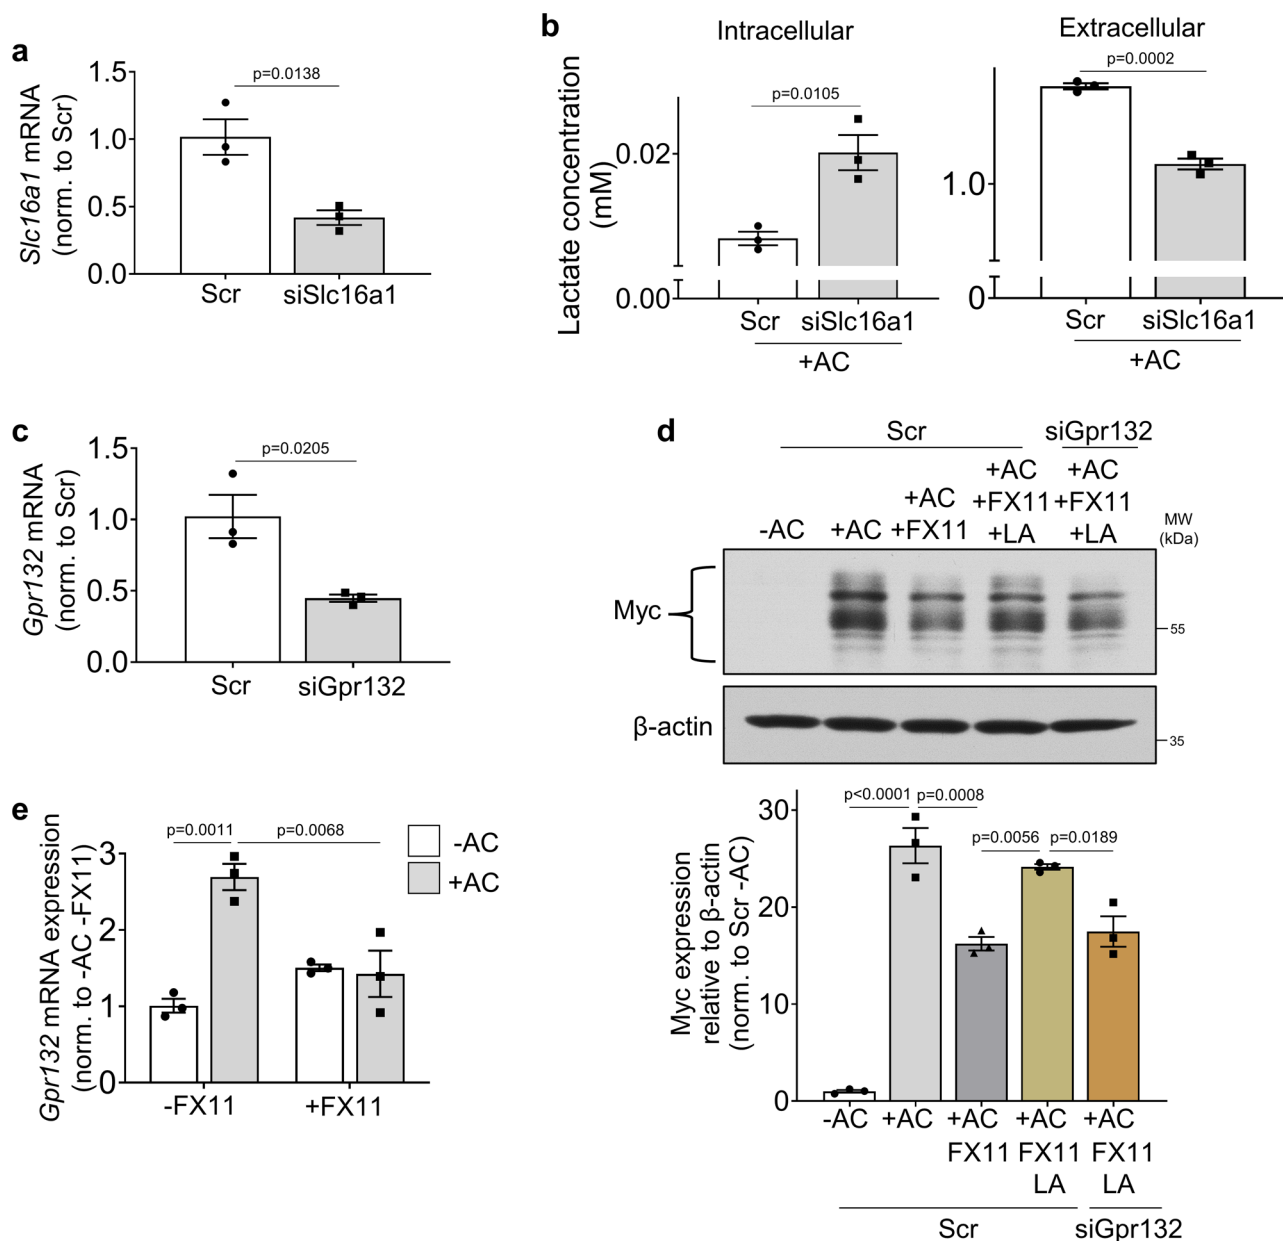 a
Slc16a1 mRNA
(norm. to Scr)
1.5
1.0
0.5
0.0
p=0.0138
Scr siSlc16a1
b
Intracellular
Lactate concentration
(mM)
0.02
0.00
p=0.0105
Scr siSlc16a1
+AC
Extracellular
1.0
0
p=0.0002
Scr siSlc16a1
+AC
c
Gpr132 mRNA
(norm. to Scr)
1.5
1.0
0.5
0.0
p=0.0205
Scr siGpr132
d
Scr siGpr132
+AC +AC
+AC +FX11 +FX11
-AC +AC +FX11 +LA +LA
MW
(kDa)
Myc
55
β-actin
35
Myc expression
relative to β-actin
(norm. to Scr -AC)
30
20
10
0
p<0.0001 p=0.0008
p=0.0056 p=0.0189
-AC +AC +AC +AC +AC
FX11 FX11 FX11
LA LA
Scr siGpr132
e
Gpr132 mRNA expression
(norm. to -AC -FX11)
3
2
1
0
p=0.0011 p=0.0068
-AC
+AC
-FX11 +FX11